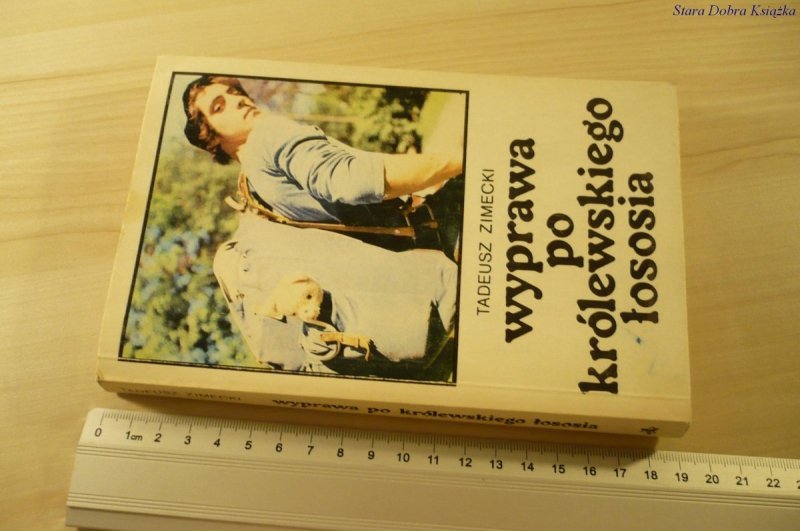 Stara Dobra Książka
TADEUSZ ZIMECKI
wyprawa
po
królewskiego
łososia
TADEUSZ ZIMECKI wyprawa po królewskiego łososia
0 1cm 2 3 4 5 6 7 8 9 10 11 12 13 14 15 16 17 18 19 20 21 22